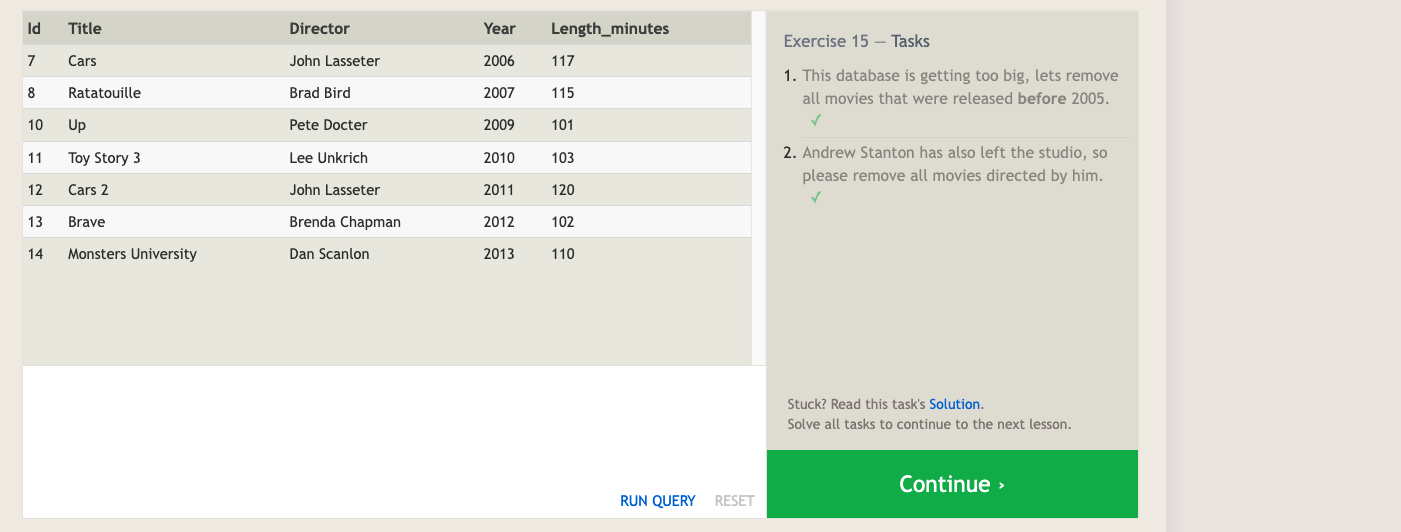 Id Title Director Year Length_minutes
7 Cars John Lasseter 2006 117
8 Ratatouille Brad Bird 2007 115
10 Up Pete Docter 2009 101
11 Toy Story 3 Lee Unkrich 2010 103
12 Cars 2 John Lasseter 2011 120
13 Brave Brenda Chapman 2012 102
14 Monsters University Dan Scanlon 2013 110
RUN QUERY RESET
Exercise 15 — Tasks
1. This database is getting too big, lets remove
all movies that were released before 2005.
✓
2. Andrew Stanton has also left the studio, so
please remove all movies directed by him.
✓
Stuck? Read this task's Solution.
Solve all tasks to continue to the next lesson.
Continue ›